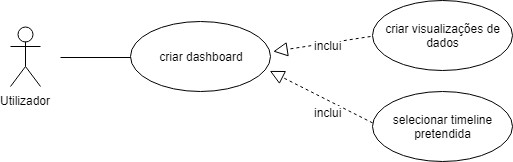 criar visualizações de
dados
inclui
criar dashboard
Utilizador
inclui
selecionar timeline
pretendida